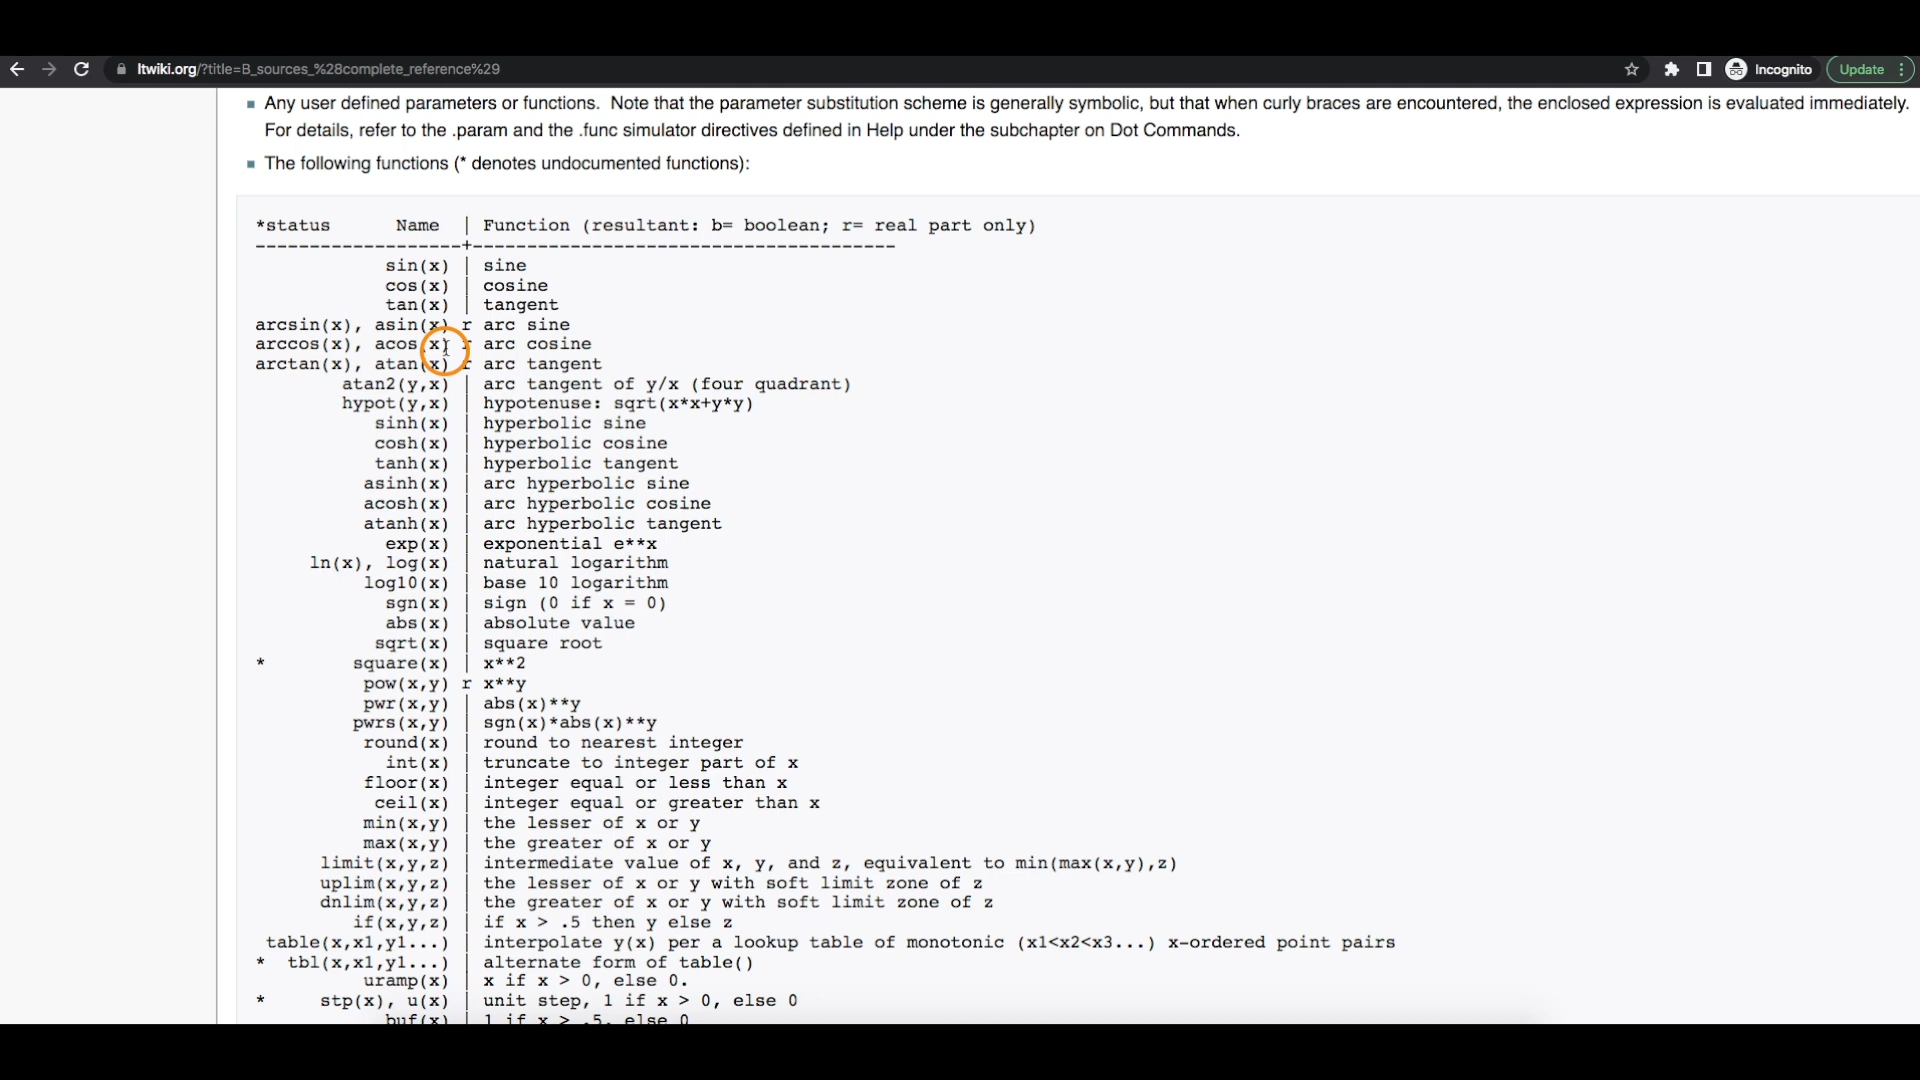 ltwiki.org/?title=B_sources_%28complete_reference%29
Incognito
Update
Any user defined parameters or functions. Note that the parameter substitution scheme is generally symbolic, but that when curly braces are encountered, the enclosed expression is evaluated immediately.
For details, refer to the .param and the .func simulator directives defined in Help under the subchapter on Dot Commands.
The following functions (* denotes undocumented functions):
*status Name | Function (resultant: b= boolean; r= real part only)
-------------------+---------------------------------------
sin(x) | sine
cos(x) | cosine
tan(x) | tangent
arcsin(x), asin(x) r arc sine
arccos(x), acos(x) r arc cosine
arctan(x), atan(x) r arc tangent
atan2(y,x) | arc tangent of y/x (four quadrant)
hypot(y,x) | hypotenuse: sqrt(x*x+y*y)
sinh(x) | hyperbolic sine
cosh(x) | hyperbolic cosine
tanh(x) | hyperbolic tangent
asinh(x) | arc hyperbolic sine
acosh(x) | arc hyperbolic cosine
atanh(x) | arc hyperbolic tangent
exp(x) | exponential e**x
ln(x), log(x) | natural logarithm
log10(x) | base 10 logarithm
sgn(x) | sign (0 if x = 0)
abs(x) | absolute value
sqrt(x) | square root
* square(x) | x**2
pow(x,y) r x**y
pwr(x,y) | abs(x)**y
pwrs(x,y) | sgn(x)*abs(x)**y
round(x) | round to nearest integer
int(x) | truncate to integer part of x
floor(x) | integer equal or less than x
ceil(x) | integer equal or greater than x
min(x,y) | the lesser of x or y
max(x,y) | the greater of x or y
limit(x,y,z) | intermediate value of x, y, and z, equivalent to min(max(x,y),z)
uplim(x,y,z) | the lesser of x or y with soft limit zone of z
dnlim(x,y,z) | the greater of x or y with soft limit zone of z
if(x,y,z) | if x > .5 then y else z
table(x,x1,y1...) | interpolate y(x) per a lookup table of monotonic (x1<x2<x3...) x-ordered point pairs
* tbl(x,x1,y1...) | alternate form of table()
uramp(x) | x if x > 0, else 0.
* stp(x), u(x) | unit step, 1 if x > 0, else 0
buf(x) | 1 if x > .5, else 0